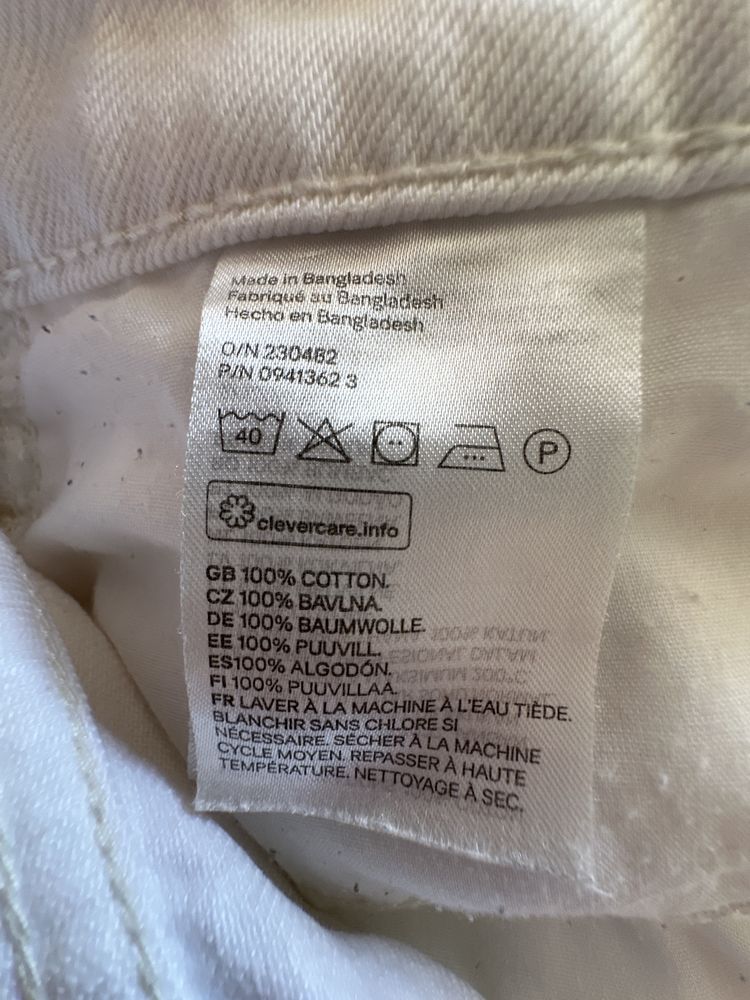 Made in Bangladesh
Fabriqué au Bangladesh
Hecho en Bangladesh
O/N 230482
P/N 0941362 3
40
P
clevercare.info
GB 100% COTTON.
CZ 100% BAVLNA.
DE 100% BAUMWOLLE.
EE 100% PUUVILL.
ES100% ALGODÓN.
FI 100% PUUVILLAA.
FR LAVER À LA MACHINE À L'EAU TIÈDE.
BLANCHIR SANS CHLORE SI
NÉCESSAIRE. SÉCHER À LA MACHINE
CYCLE MOYEN. REPASSER À HAUTE
TEMPÉRATURE. NETTOYAGE À SEC.